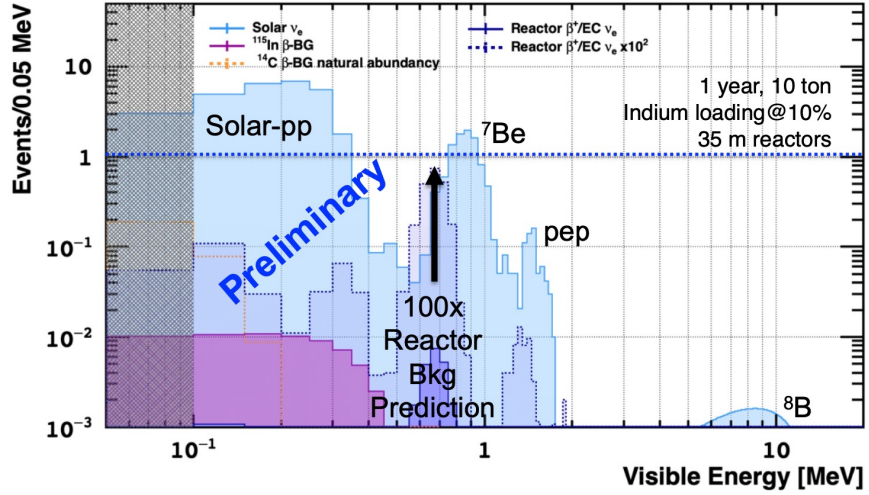 Events/0.05 MeV
Solar νe
¹¹⁵In β-BG
¹⁴C β-BG natural abundancy
Reactor β⁺/EC νe
Reactor β⁺/EC νe x10²
1 year, 10 ton
Indium loading@10%
35 m reactors
Solar-pp
⁷Be
Preliminary
pep
100x
Reactor
Bkg
Prediction
⁸B
10
1
10⁻¹
10⁻²
10⁻³
10⁻¹ 1 10
Visible Energy [MeV]